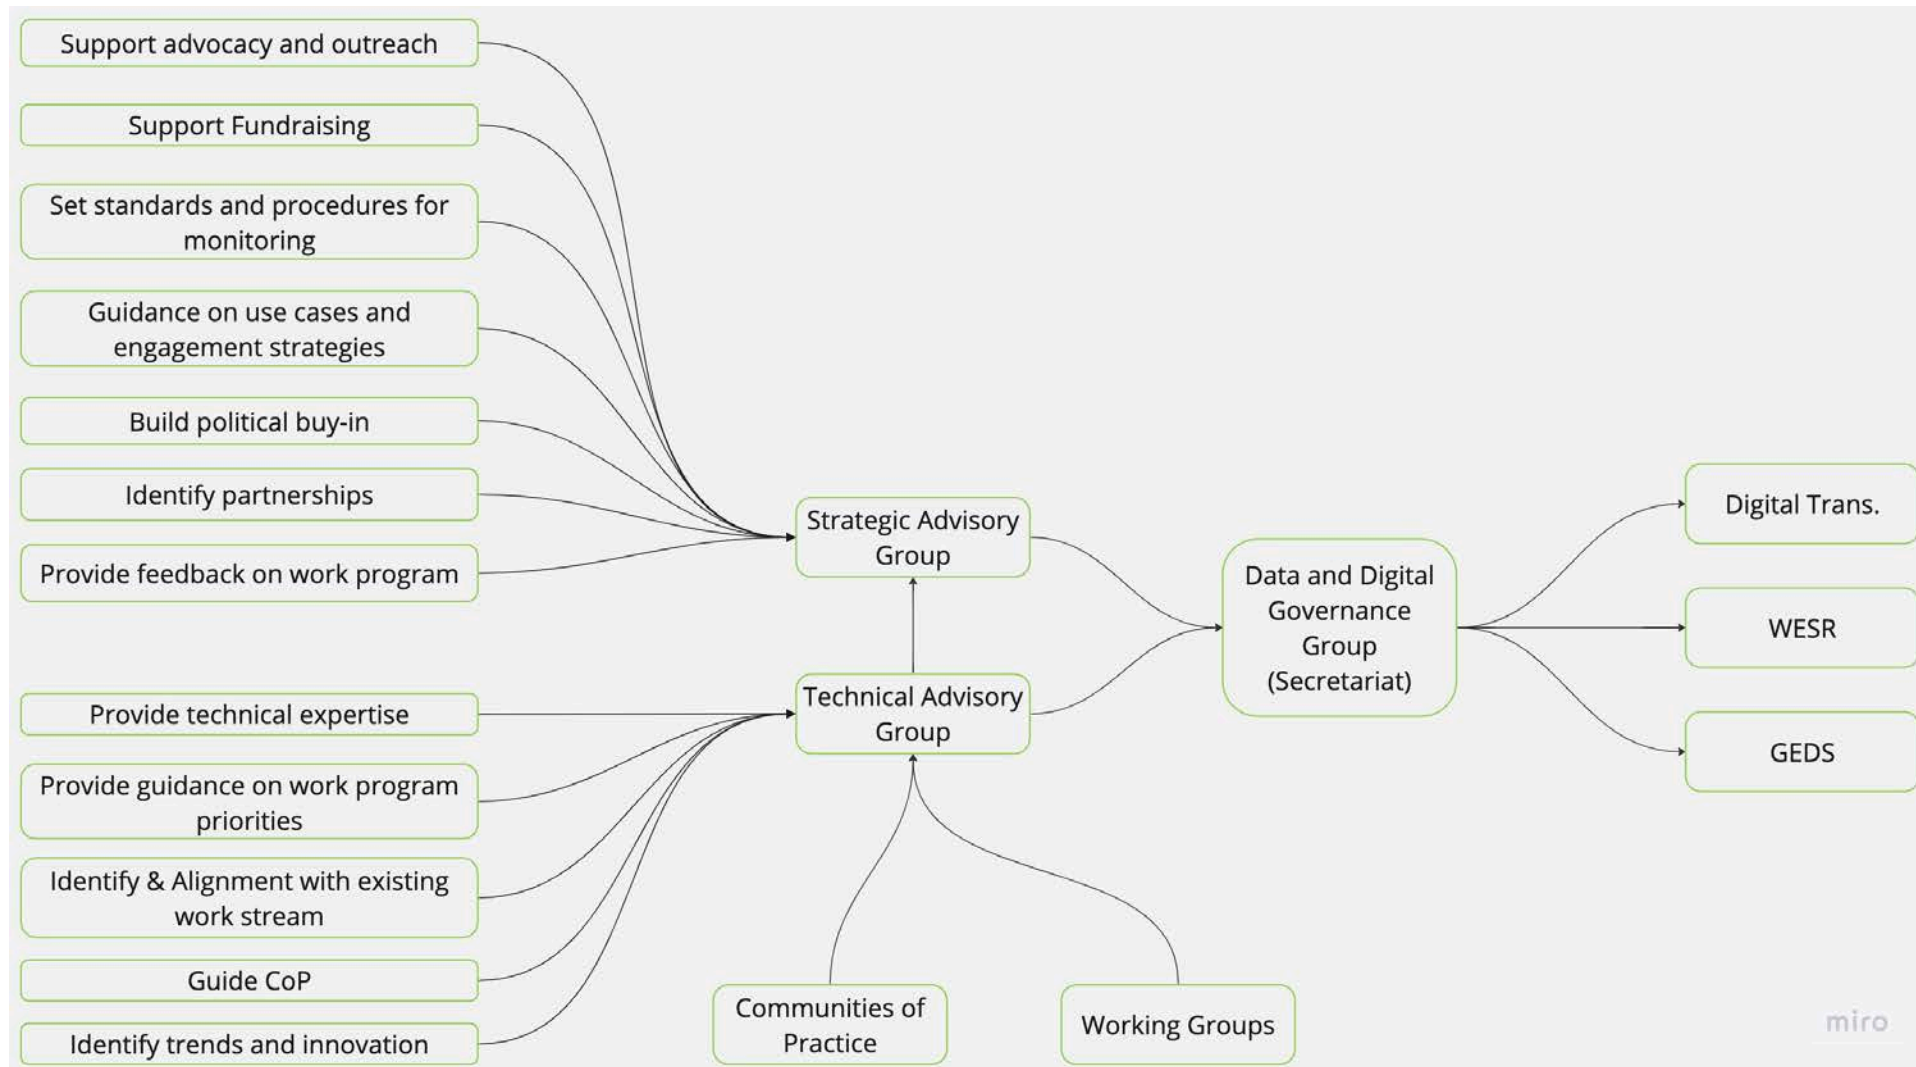 Support advocacy and outreach
Support Fundraising
Set standards and procedures for
monitoring
Guidance on use cases and
engagement strategies
Build political buy-in
Identify partnerships
Provide feedback on work program
Provide technical expertise
Provide guidance on work program
priorities
Identify & Alignment with existing
work stream
Guide CoP
Identify trends and innovation
Strategic Advisory
Group
Technical Advisory
Group
Communities of
Practice
Working Groups
Data and Digital
Governance
Group
(Secretariat)
Digital Trans.
WESR
GEDS
miro